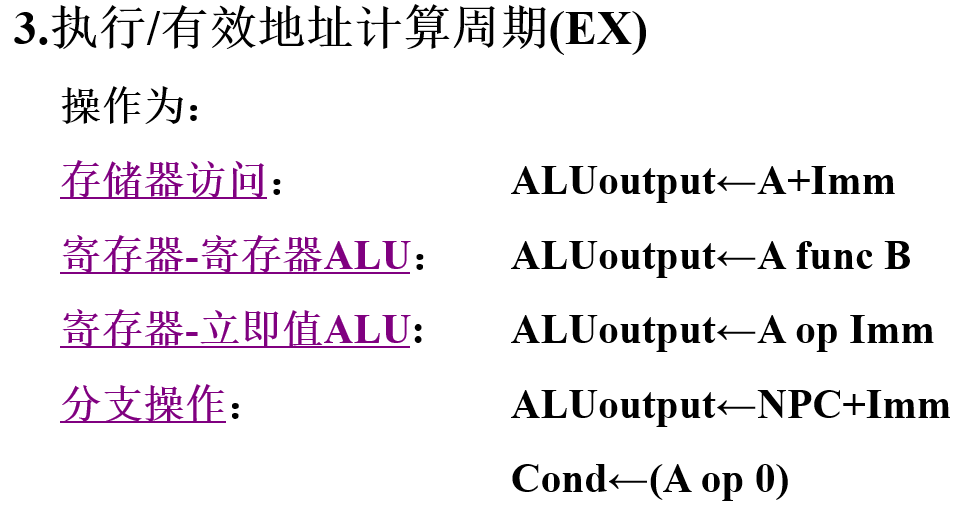 3.执行/有效地址计算周期(EX)
操作为：
存储器访问： ALUoutput←A+Imm
寄存器-寄存器ALU： ALUoutput←A func B
寄存器-立即值ALU： ALUoutput←A op Imm
分支操作： ALUoutput←NPC+Imm
Cond←(A op 0)